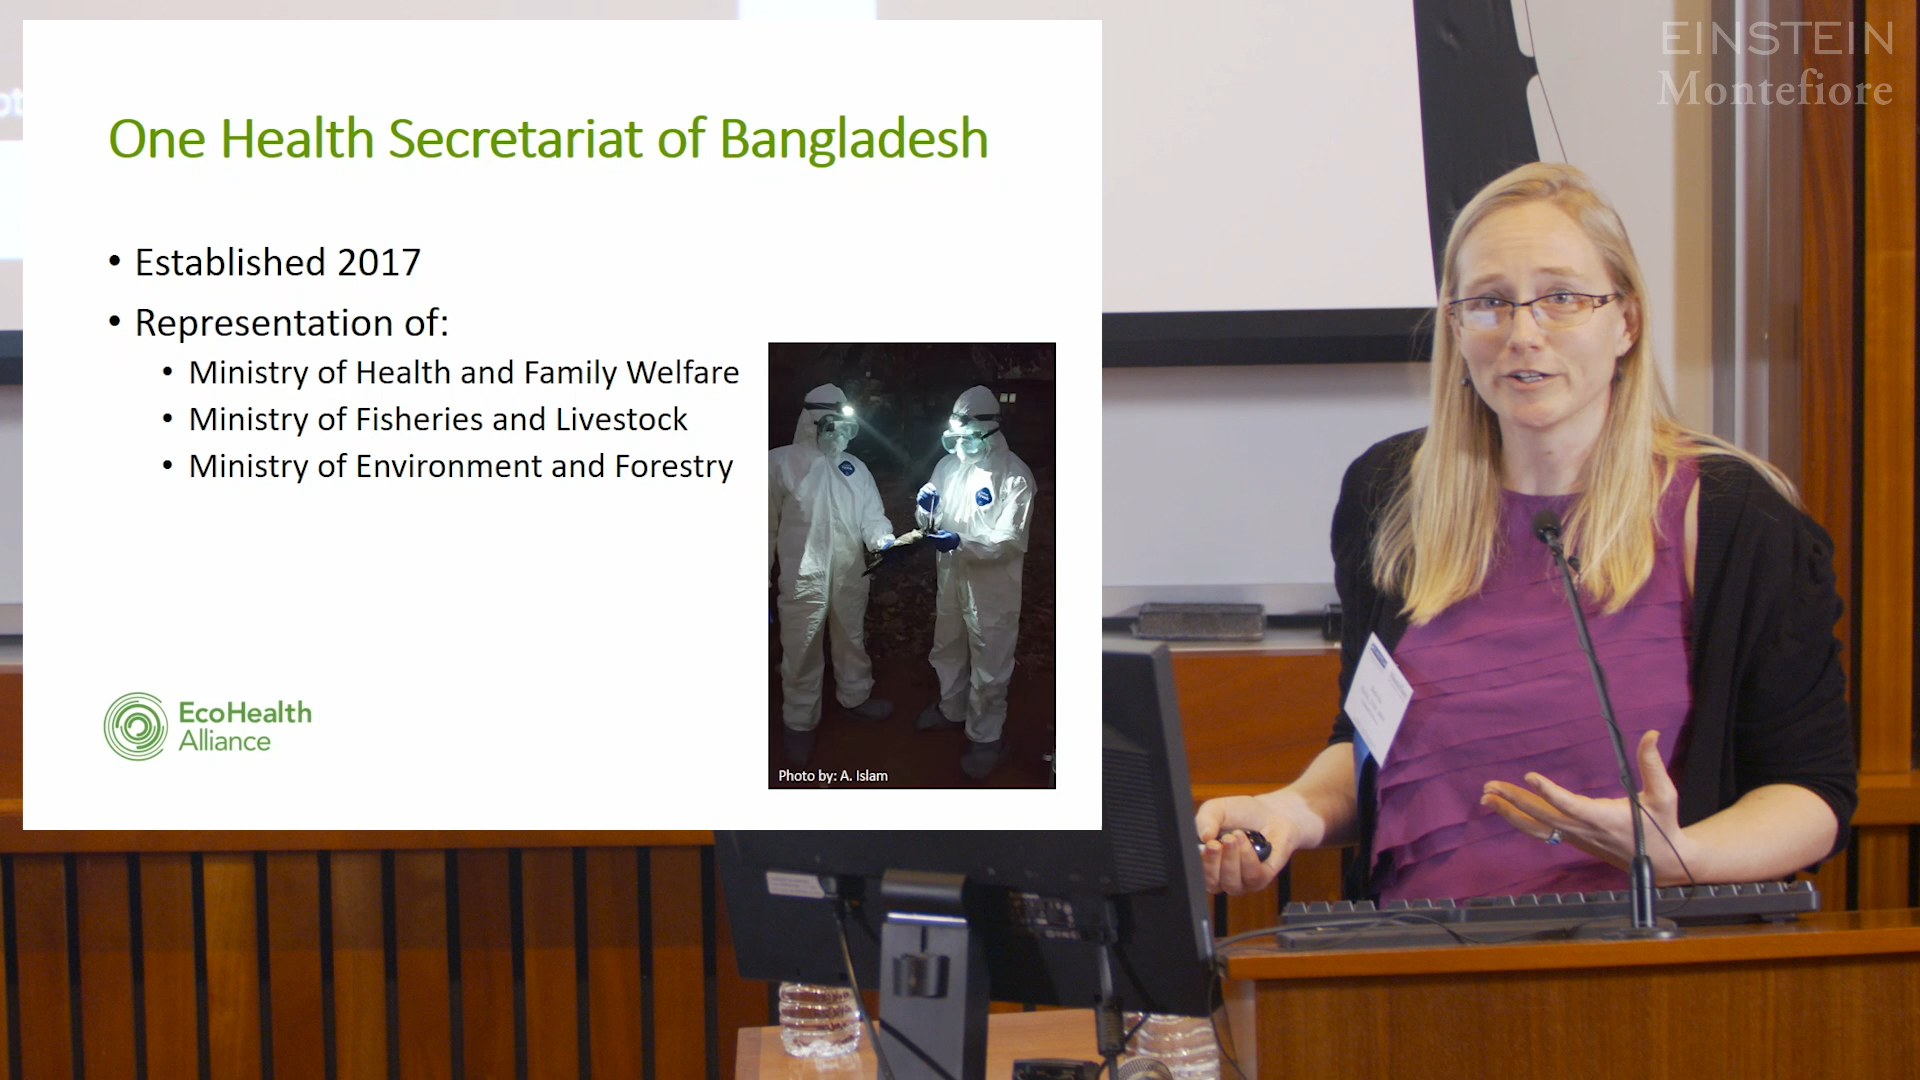 EINSTEIN
Montefiore
One Health Secretariat of Bangladesh
• Established 2017
• Representation of:
• Ministry of Health and Family Welfare
• Ministry of Fisheries and Livestock
• Ministry of Environment and Forestry
EcoHealth
Alliance
Photo by: A. Islam